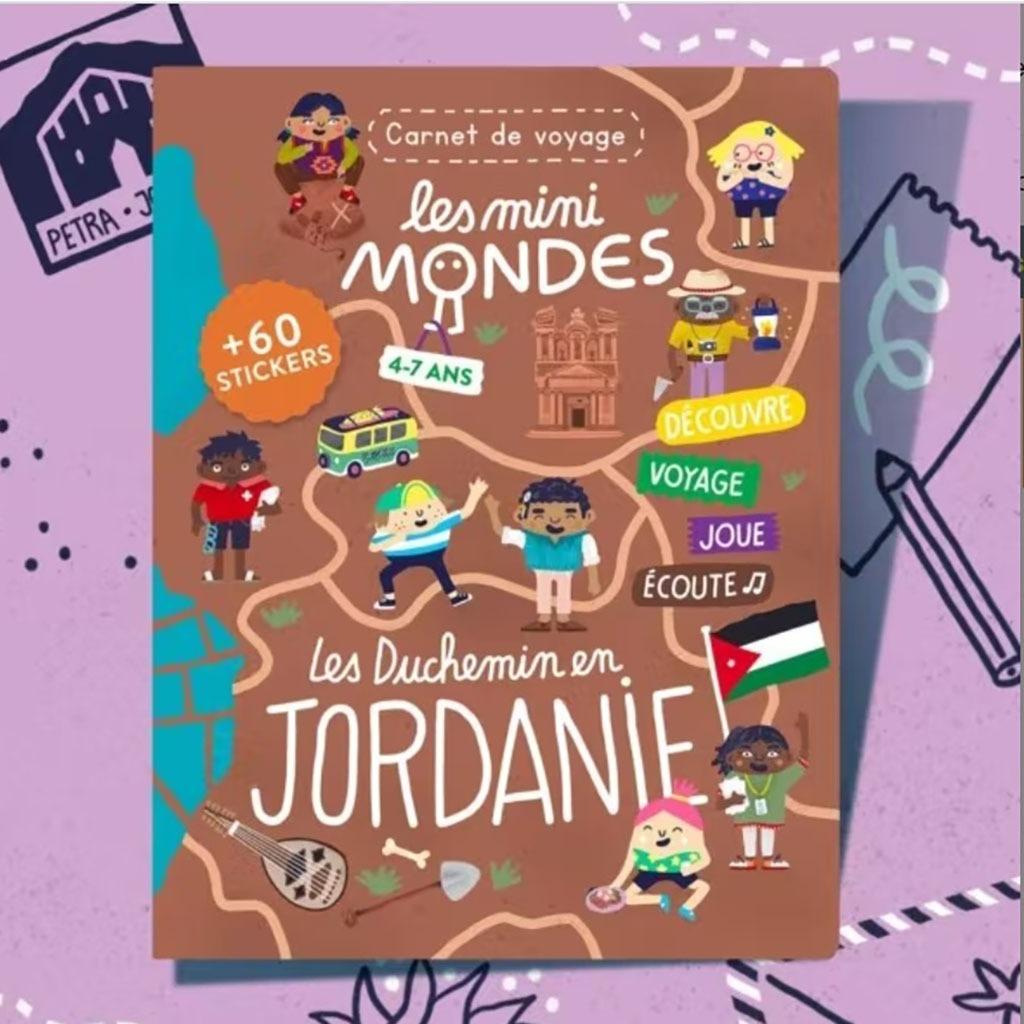 Carnet de voyage
les mini
MONDES
+60
STICKERS
4-7 ANS
DÉCOUVRE
VOYAGE
JOUE
ÉCOUTE
Les Duchemin en
JORDANIE
PETRA • JO